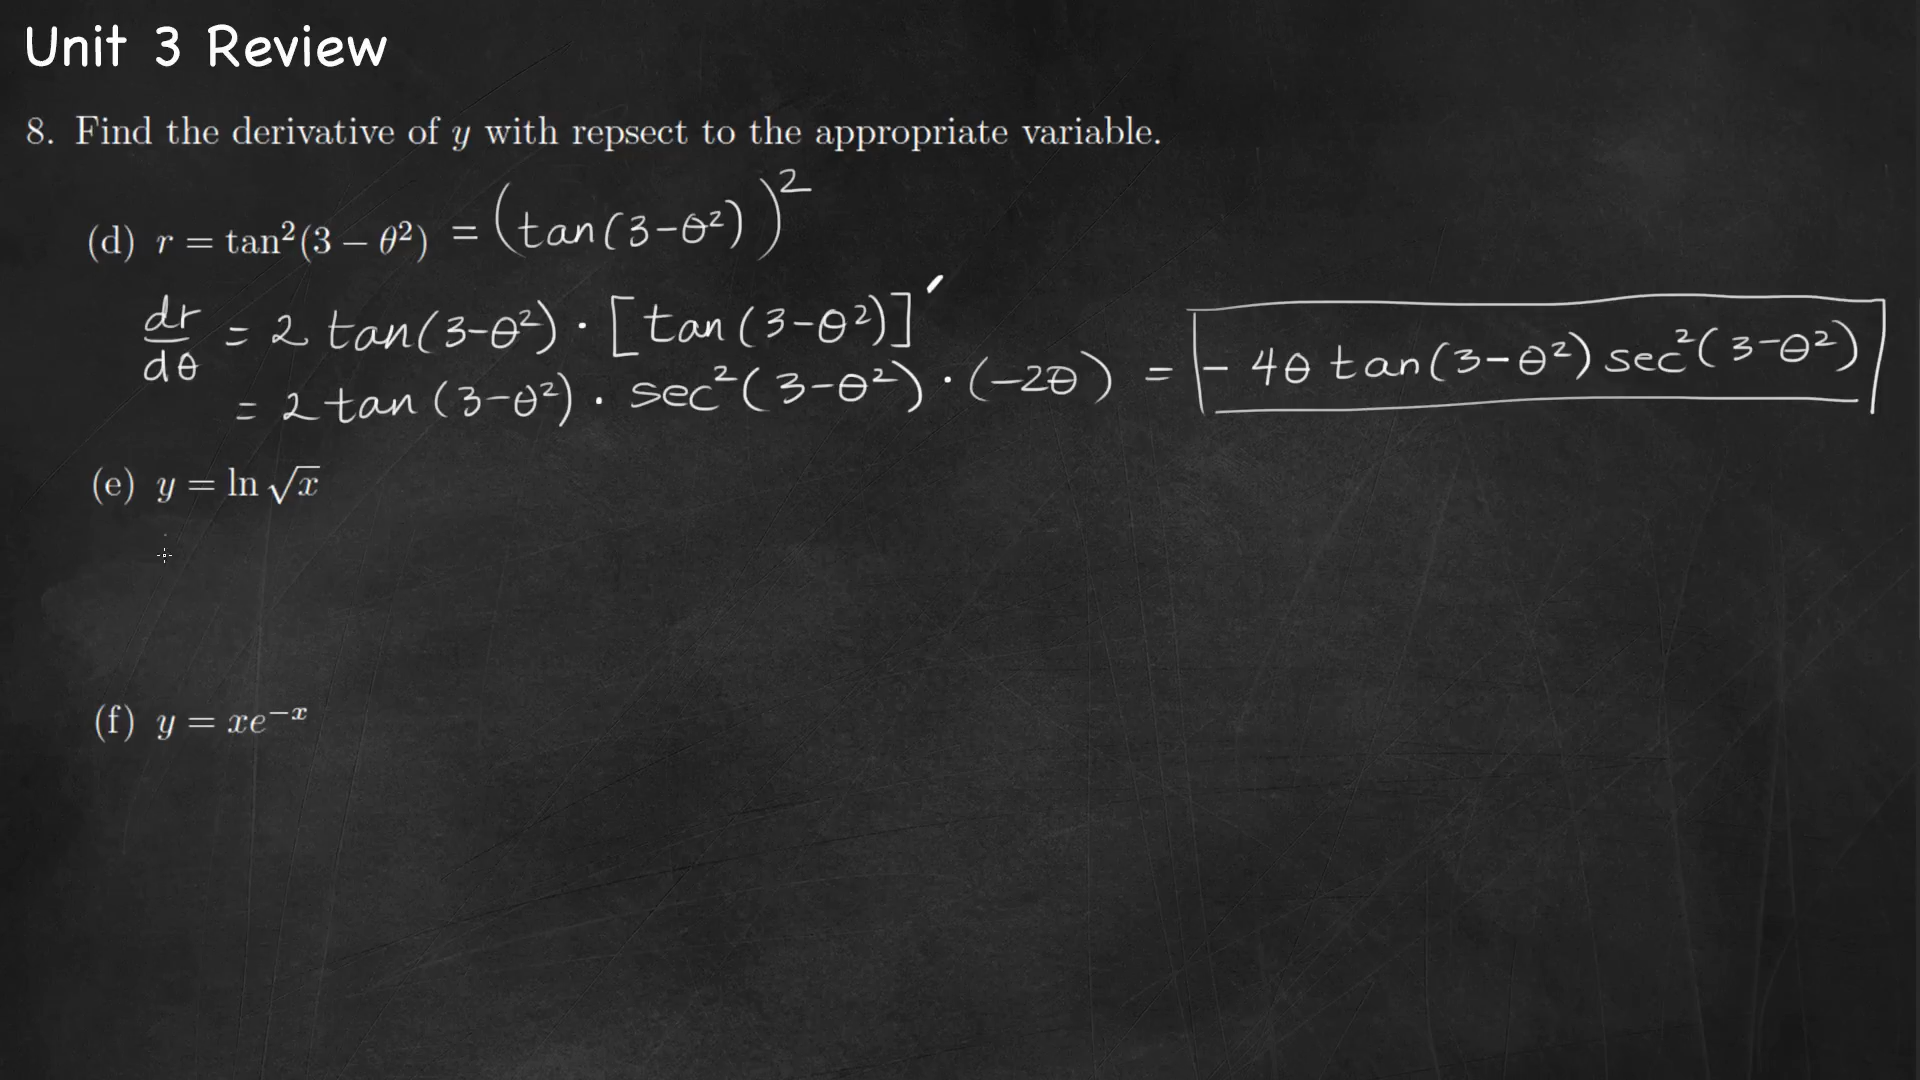 Unit 3 Review
8. Find the derivative of y with repsect to the appropriate variable.
(d) r = tan²(3 − θ²) = (tan(3−θ²))²
dr/dθ = 2 tan(3−θ²) · [tan(3−θ²)]′
= 2 tan(3−θ²) · sec²(3−θ²) · (−2θ) = − 4θ tan(3−θ²) sec²(3−θ²)
(e) y = ln √x
(f) y = xe⁻ˣ